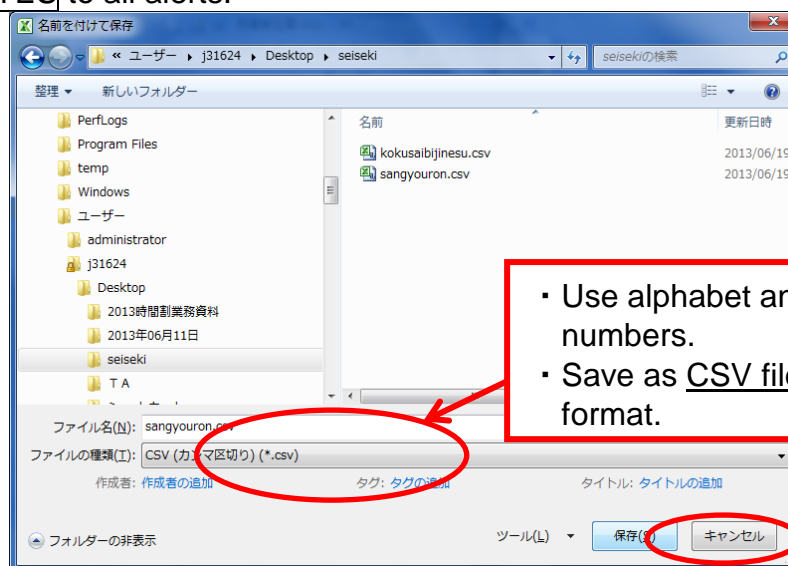 to all alerts.
名前を付けて保存
« ユーザー ▸ j31624 ▸ Desktop ▸ seiseki
seisekiの検索
整理 ▼ 新しいフォルダー
PerfLogs
Program Files
temp
Windows
ユーザー
administrator
j31624
Desktop
2013時間割業務資料
2013年06月11日
seiseki
T A
名前 更新日時
kokusaibijinesu.csv 2013/06/19
sangyouron.csv 2013/06/19
・Use alphabet an
numbers.
・Save as CSV file
format.
ファイル名(N): sangyouron.csv
ファイルの種類(T): CSV (カンマ区切り) (*.csv)
作成者: 作成者の追加 タグ: タグの追加 タイトル: タイトルの追加
フォルダーの非表示 ツール(L) ▼ 保存(S) キャンセル